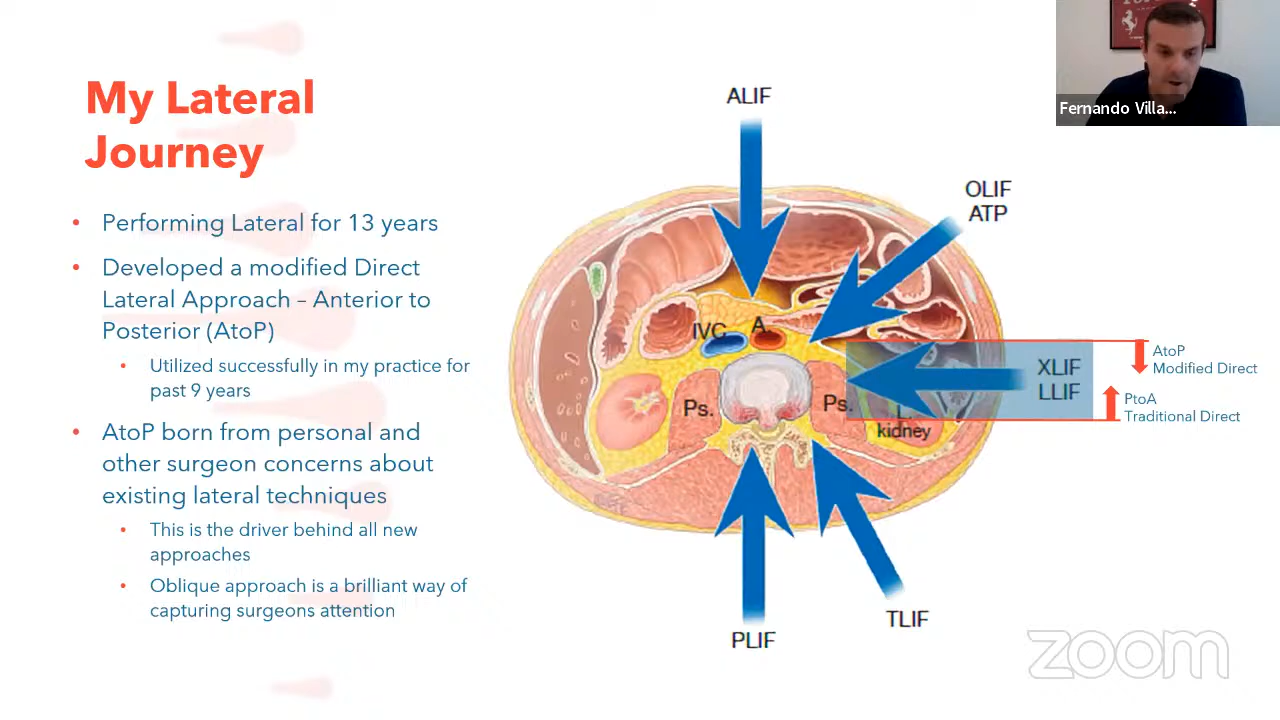 My Lateral
Journey
• Performing Lateral for 13 years
• Developed a modified Direct
Lateral Approach – Anterior to
Posterior (AtoP)
• Utilized successfully in my practice for
past 9 years
• AtoP born from personal and
other surgeon concerns about
existing lateral techniques
• This is the driver behind all new
approaches
• Oblique approach is a brilliant way of
capturing surgeons attention
ALIF
OLIF
ATP
IVC
A.
Ps.
Ps.
L.
kidney
XLIF
LLIF
AtoP
Modified Direct
PtoA
Traditional Direct
PLIF
TLIF
Fernando Villa...
zoom